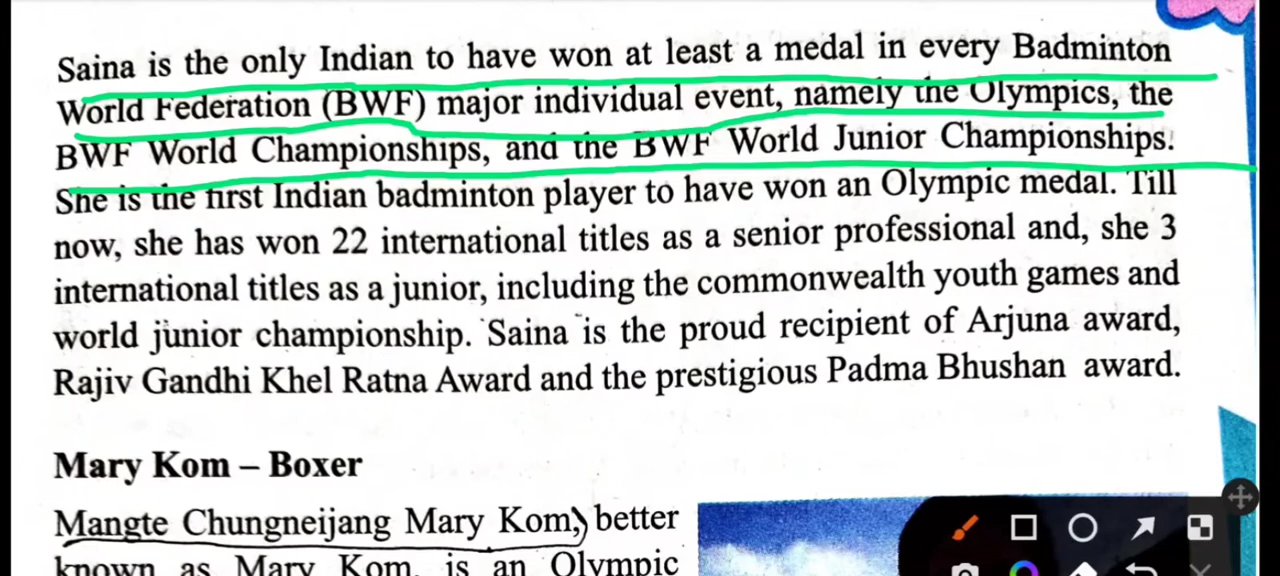 Saina is the only Indian to have won at least a medal in every Badminton
World Federation (BWF) major individual event, namely the Olympics, the
BWF World Championships, and the BWF World Junior Championships.
She is the first Indian badminton player to have won an Olympic medal. Till
now, she has won 22 international titles as a senior professional and, she 3
international titles as a junior, including the commonwealth youth games and
world junior championship. Saina is the proud recipient of Arjuna award,
Rajiv Gandhi Khel Ratna Award and the prestigious Padma Bhushan award.
Mary Kom – Boxer
Mangte Chungneijang Mary Kom, better
known as Mary Kom, is an Olympic